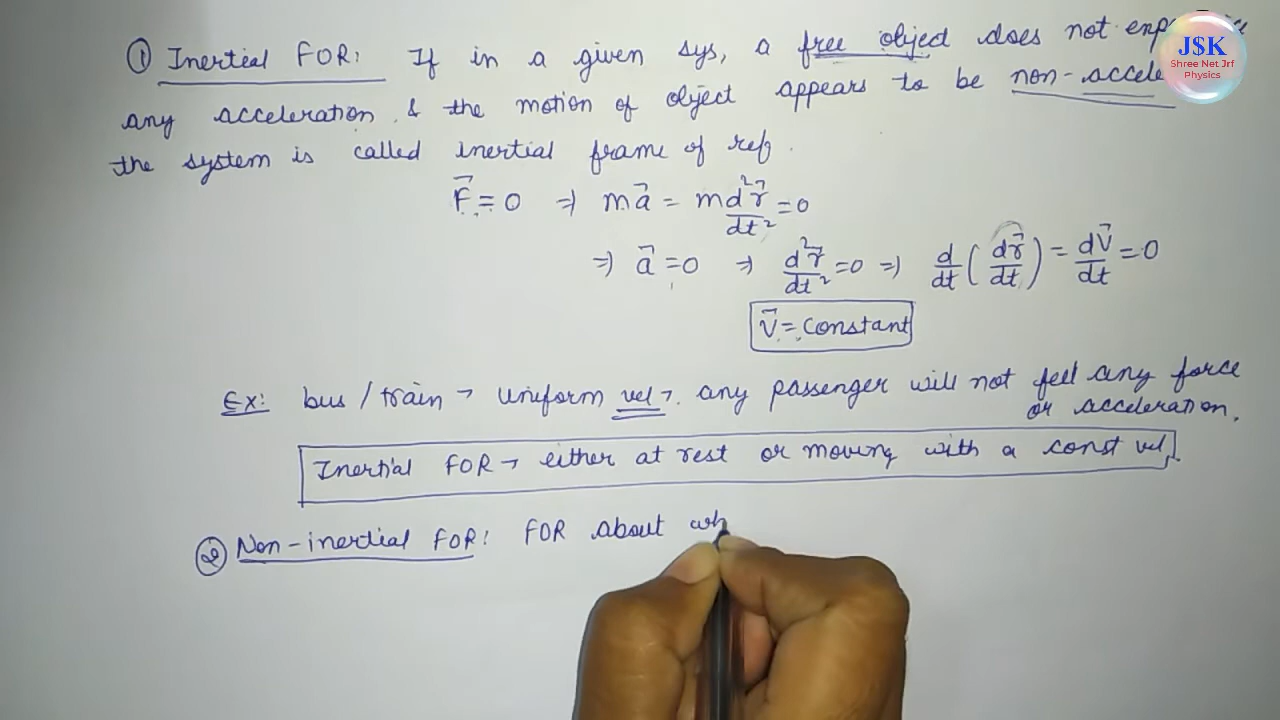 ① Inertial FOR: If in a given sys, a free object does not
any acceleration & the motion of object appears to be non-accele
the system is called inertial frame of ref.
F⃗ = 0 ⇒ ma⃗ = m d²r⃗/dt² = 0
⇒ a⃗ = 0 ⇒ d²r⃗/dt² = 0 ⇒ d/dt (dr⃗/dt) = dv⃗/dt = 0
v⃗ = constant
Ex: bus / train → uniform vel →. any passenger will not feel any force
or acceleration.
Inertial FOR → either at rest or moving with a const vel.
② Non-inertial FOR: FOR about wh
JSK
Shree Net Jrf
Physics